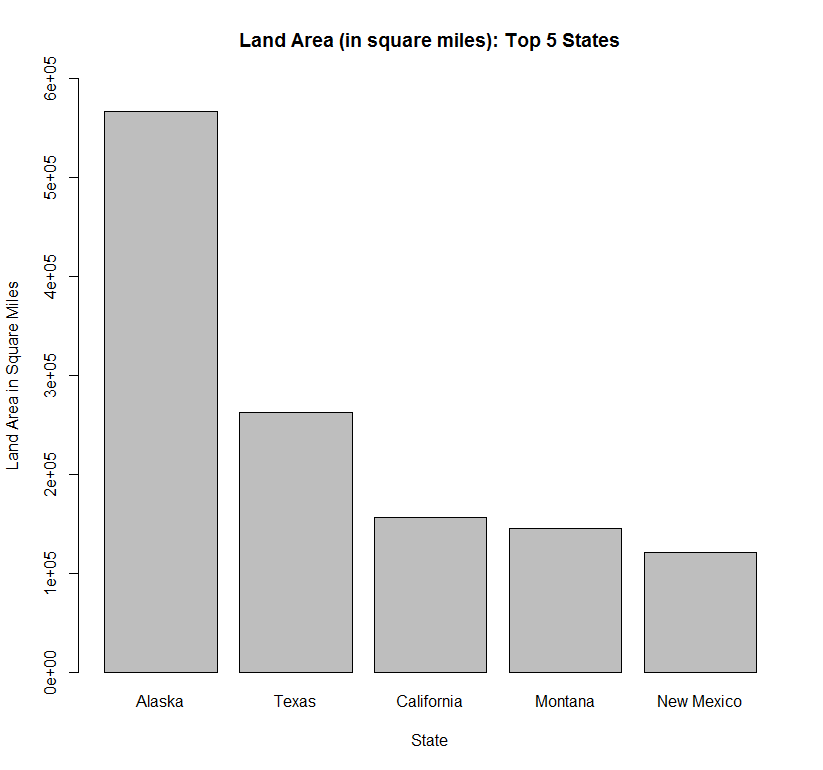 Land Area (in square miles): Top 5 States
Land Area in Square Miles
6e+05
5e+05
4e+05
3e+05
2e+05
1e+05
0e+00
Alaska Texas California Montana New Mexico
State